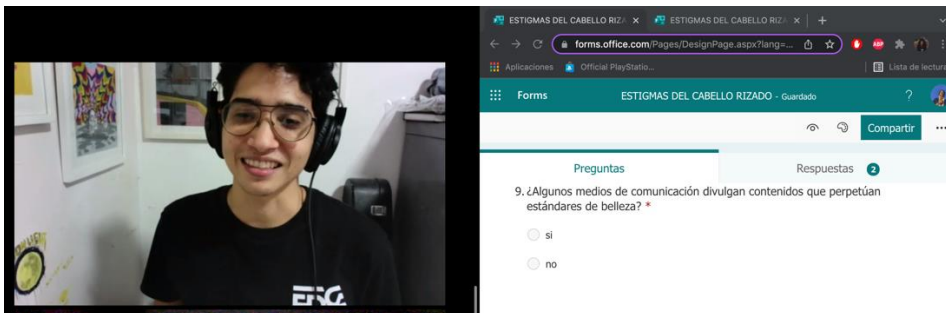 ESTIGMAS DEL CABELLO RIZA
ESTIGMAS DEL CABELLO RIZ
forms.office.com/Pages/DesignPage.aspx?lang=...
Aplicaciones
Official PlayStatio...
Lista de lectura
Forms
ESTIGMAS DEL CABELLO RIZADO - Guardado
?
Compartir
Preguntas
Respuestas 2
9. ¿Algunos medios de comunicación divulgan contenidos que perpetúan
estándares de belleza? *
si
no